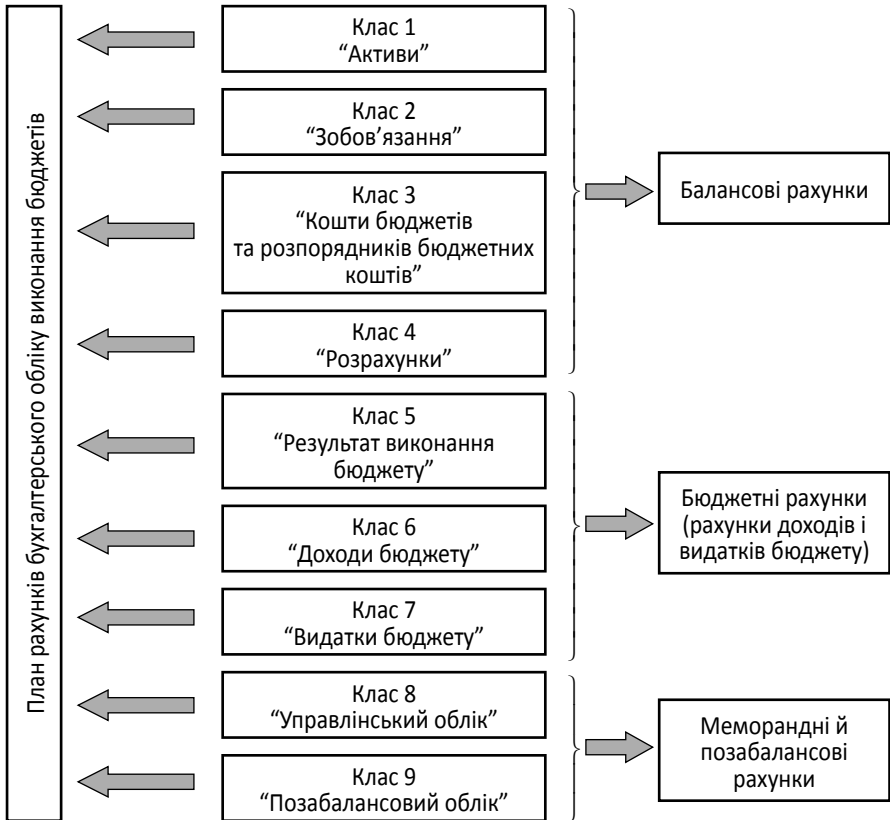 План рахунків бухгалтерського обліку виконання бюджетів
Клас 1
“Активи”
Клас 2
“Зобов’язання”
Клас 3
“Кошти бюджетів
та розпорядників бюджетних
коштів”
Клас 4
“Розрахунки”
Балансові рахунки
Клас 5
“Результат виконання
бюджету”
Клас 6
“Доходи бюджету”
Клас 7
“Видатки бюджету”
Бюджетні рахунки
(рахунки доходів і
видатків бюджету)
Клас 8
“Управлінський облік”
Клас 9
“Позабалансовий облік”
Меморандні й
позабалансові
рахунки